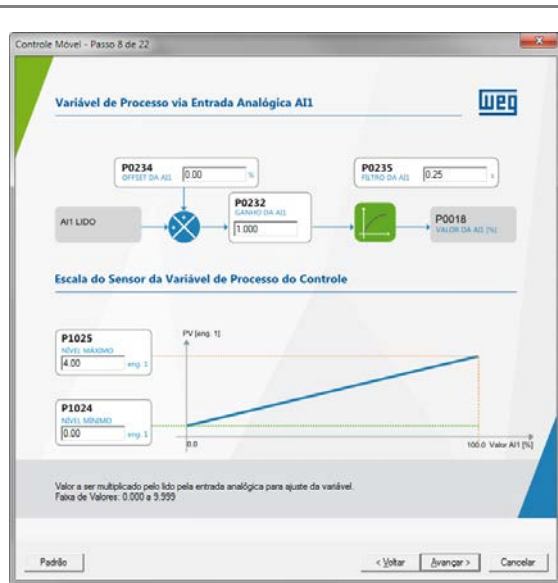 Controle Móvel - Passo 8 de 22
Variável de Processo via Entrada Analógica AI1
weg
P0234
OFFSET DA AI1
0.00
%
P0235
FILTRO DA AI1
0.25
s
AI1 LIDO
P0232
GANHO DA AI1
1.000
P0018
VALOR DA AI1 [%]
Escala do Sensor da Variável de Processo do Controle
P1025
NÍVEL MÁXIMO
4.00
eng. 1
PV [eng. 1]
P1024
NÍVEL MÍNIMO
0.00
eng. 1
0.0
100.0 Valor AI1 [%]
Valor a ser multiplicado pelo lido pela entrada analógica para ajuste da variável.
Faixa de Valores: 0.000 a 9.999
Padrão
< Voltar
Avançar >
Cancelar